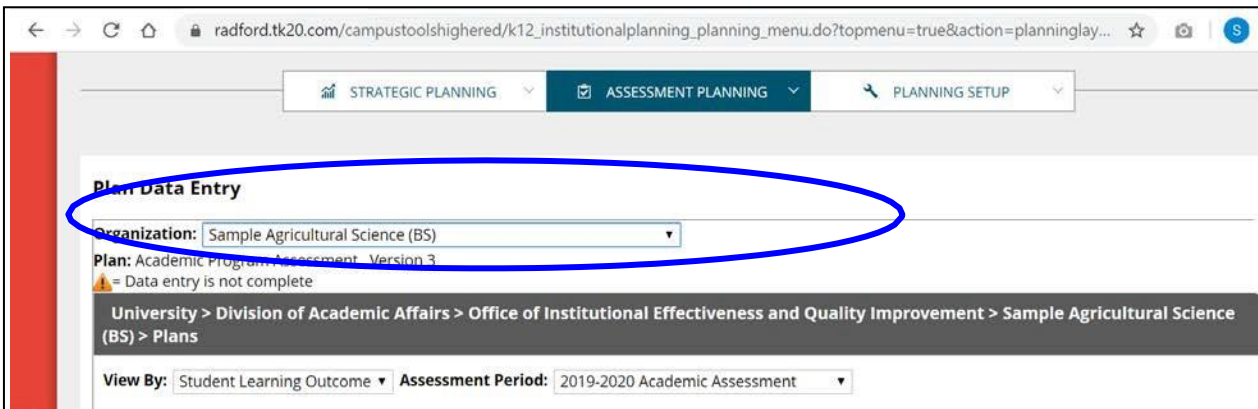 radford.tk20.com/campustoolshighered/k12_institutionalplanning_planning_menu.do?topmenu=true&action=planninglay... S
STRATEGIC PLANNING ASSESSMENT PLANNING PLANNING SETUP
Plan Data Entry
Organization: Sample Agricultural Science (BS)
Plan: Academic Program Assessment Version 3
= Data entry is not complete
University > Division of Academic Affairs > Office of Institutional Effectiveness and Quality Improvement > Sample Agricultural Science
(BS) > Plans
View By: Student Learning Outcome Assessment Period: 2019-2020 Academic Assessment